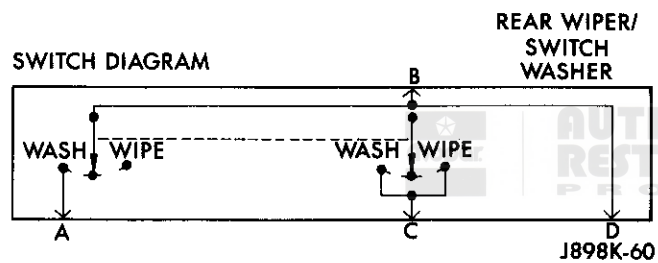 REAR WIPER/
SWITCH
WASHER
SWITCH DIAGRAM
B
WASH WIPE WASH WIPE
A C D
J898K-60